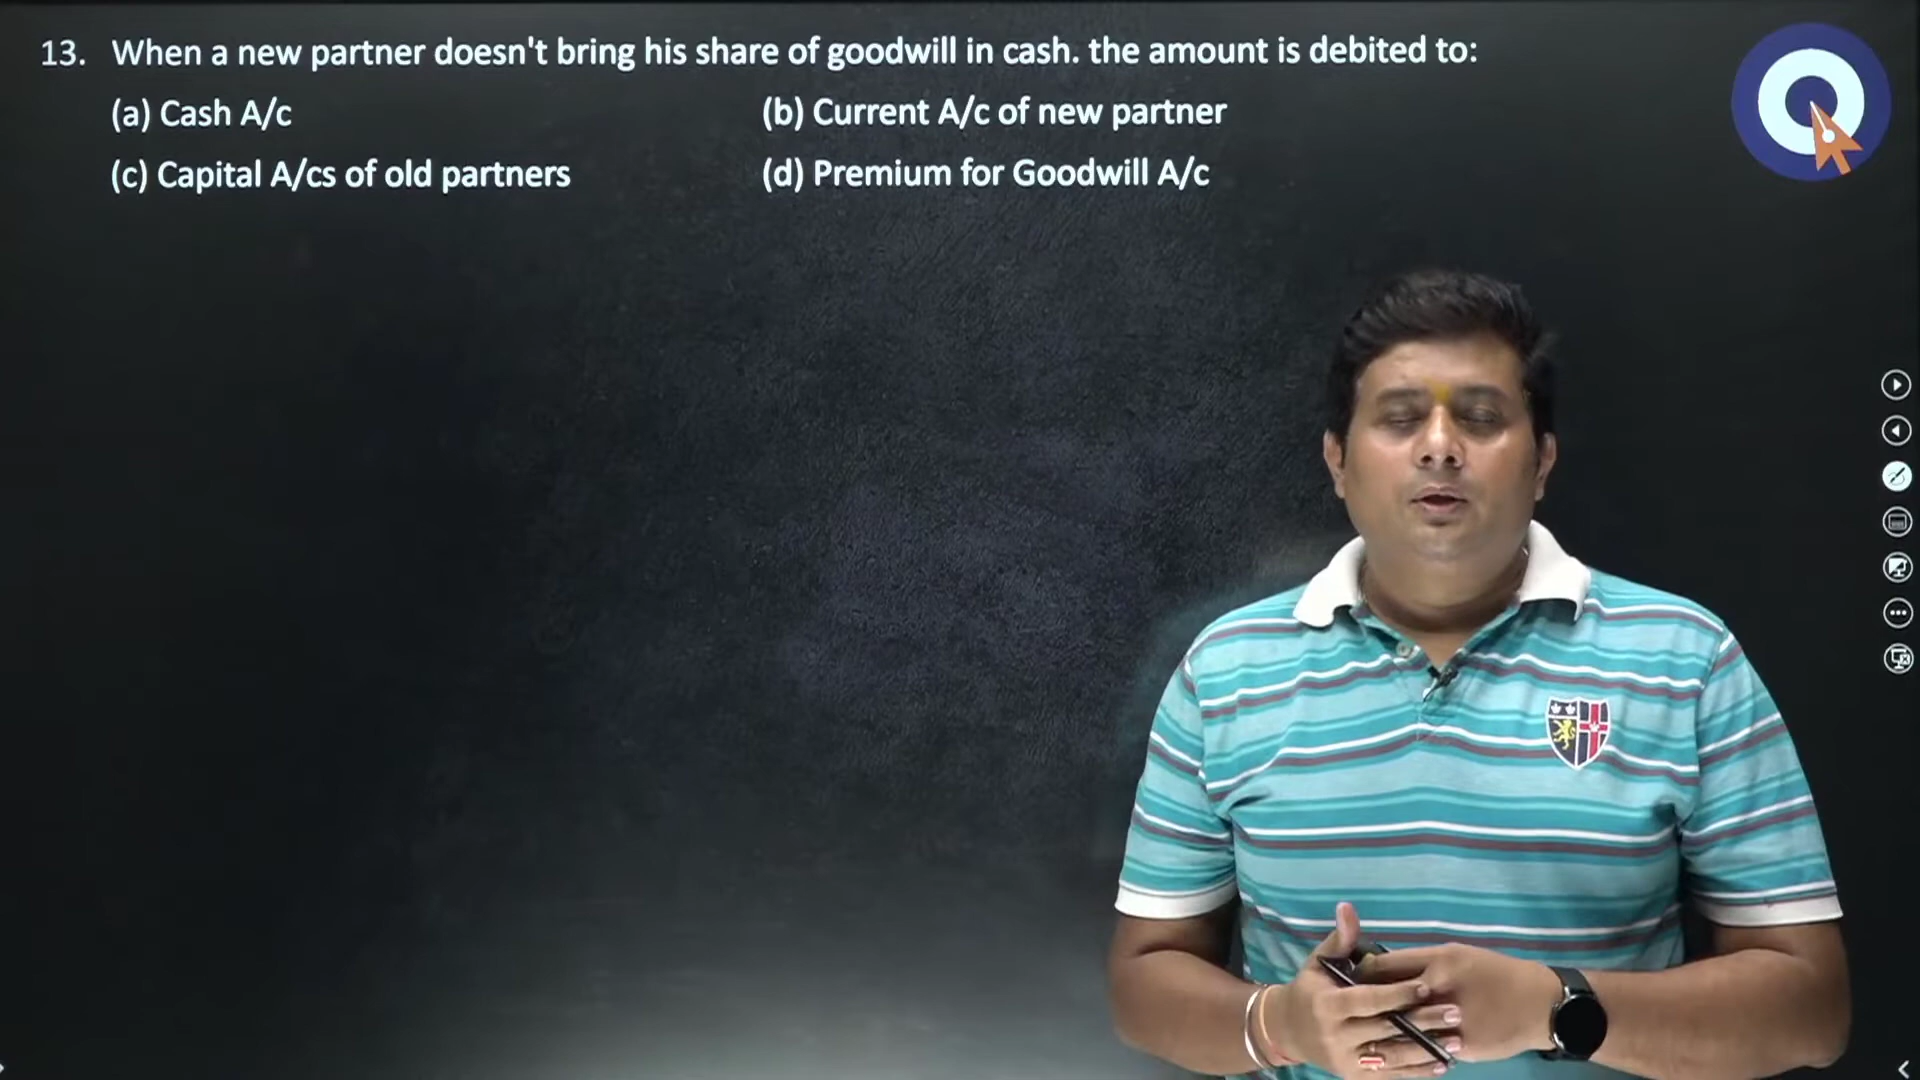 13. When a new partner doesn't bring his share of goodwill in cash. the amount is debited to:
(a) Cash A/c (b) Current A/c of new partner
(c) Capital A/cs of old partners (d) Premium for Goodwill A/c